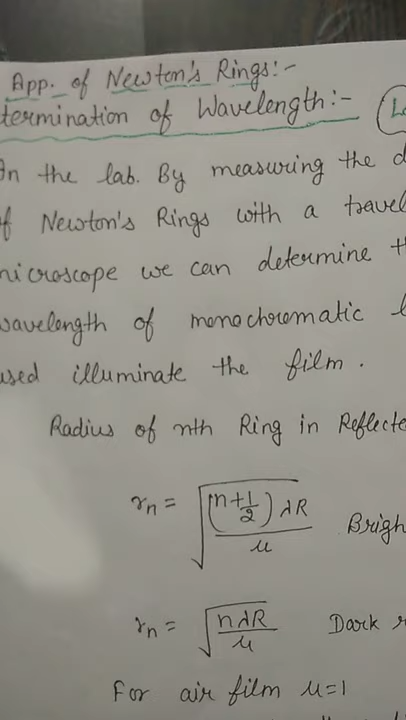 App. of Newton's Rings:-
termination of Wavelength:-
In the lab. By measuring the d
f Newton's Rings with a travel
microscope we can determine t
wavelength of monochromatic l
used illuminate the film.
Radius of nth Ring in Reflecte
rn = √((n+1/2)λR/μ) Brigh
rn = √(nλR/μ) Dark r
For air film μ=1